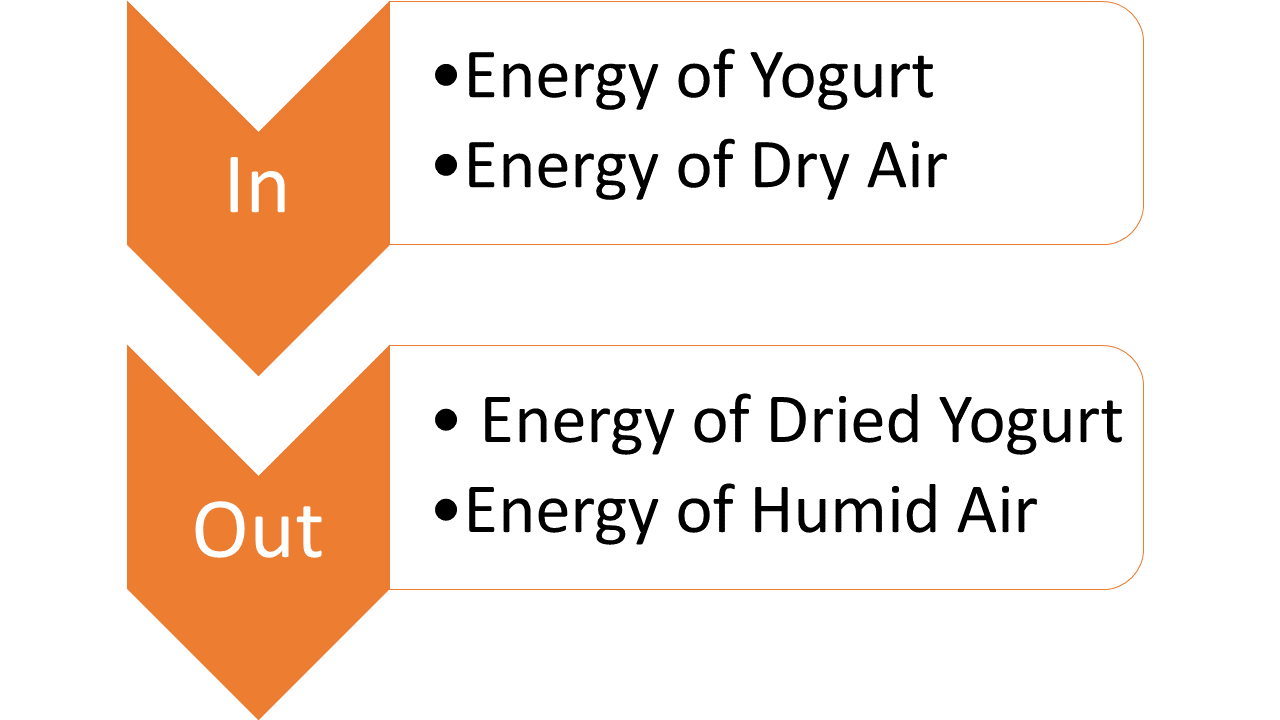 In
•Energy of Yogurt
•Energy of Dry Air
Out
• Energy of Dried Yogurt
•Energy of Humid Air